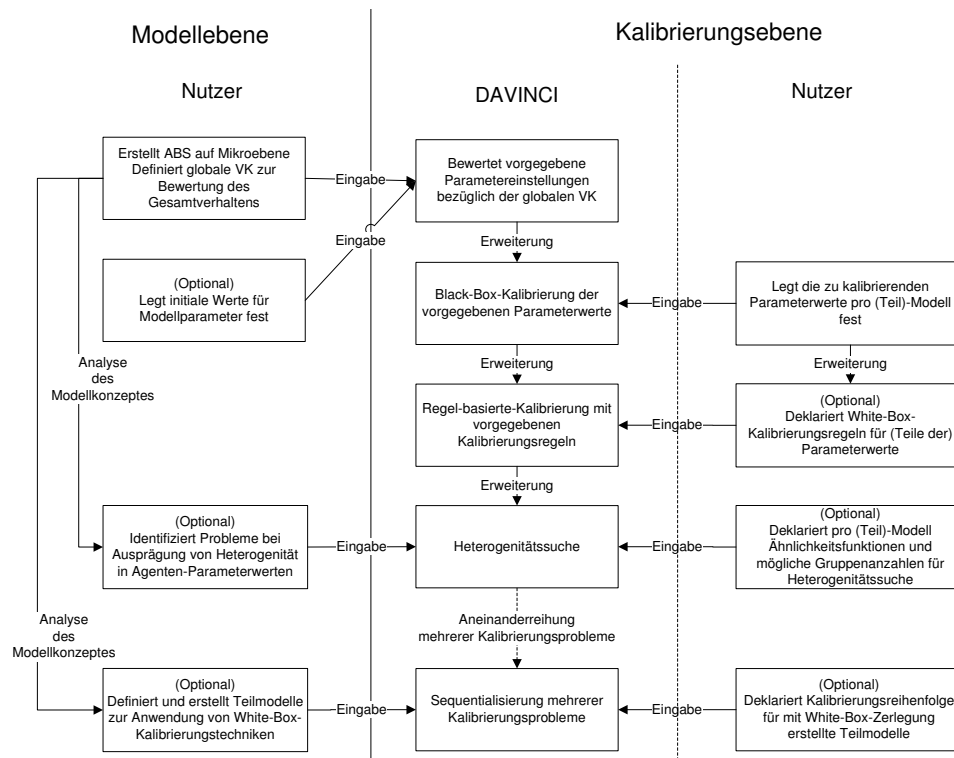 Modellebene
Kalibrierungsebene
Nutzer
DAVINCI
Nutzer
Erstellt ABS auf Mikroebene
Definiert globale VK zur
Bewertung des
Gesamtverhaltens
Eingabe
Bewertet vorgegebene
Parametereinstellungen
bezüglich der globalen VK
Eingabe
Erweiterung
(Optional)
Legt initiale Werte für
Modellparameter fest
Black-Box-Kalibrierung der
vorgegebenen Parameterwerte
Eingabe
Legt die zu kalibrierenden
Parameterwerte pro (Teil)-Modell
fest
Analyse
des
Modellkonzeptes
Erweiterung
Erweiterung
Regel-basierte-Kalibrierung mit
vorgegebenen
Kalibrierungsregeln
Eingabe
(Optional)
Deklariert White-Box-
Kalibrierungsregeln für (Teile der)
Parameterwerte
Erweiterung
(Optional)
Identifiziert Probleme bei
Ausprägung von Heterogenität
in Agenten-Parameterwerten
Eingabe
Heterogenitätssuche
Eingabe
(Optional)
Deklariert pro (Teil)-Modell
Ähnlichkeitsfunktionen und
mögliche Gruppenanzahlen für
Heterogenitätssuche
Analyse
des
Modellkonzeptes
Aneinanderreihung
mehrerer Kalibrierungsprobleme
(Optional)
Definiert und erstellt Teilmodelle
zur Anwendung von White-Box-
Kalibrierungstechniken
Eingabe
Sequentialisierung mehrerer
Kalibrierungsprobleme
Eingabe
(Optional)
Deklariert Kalibrierungsreihenfolge
für mit White-Box-Zerlegung
erstellte Teilmodelle